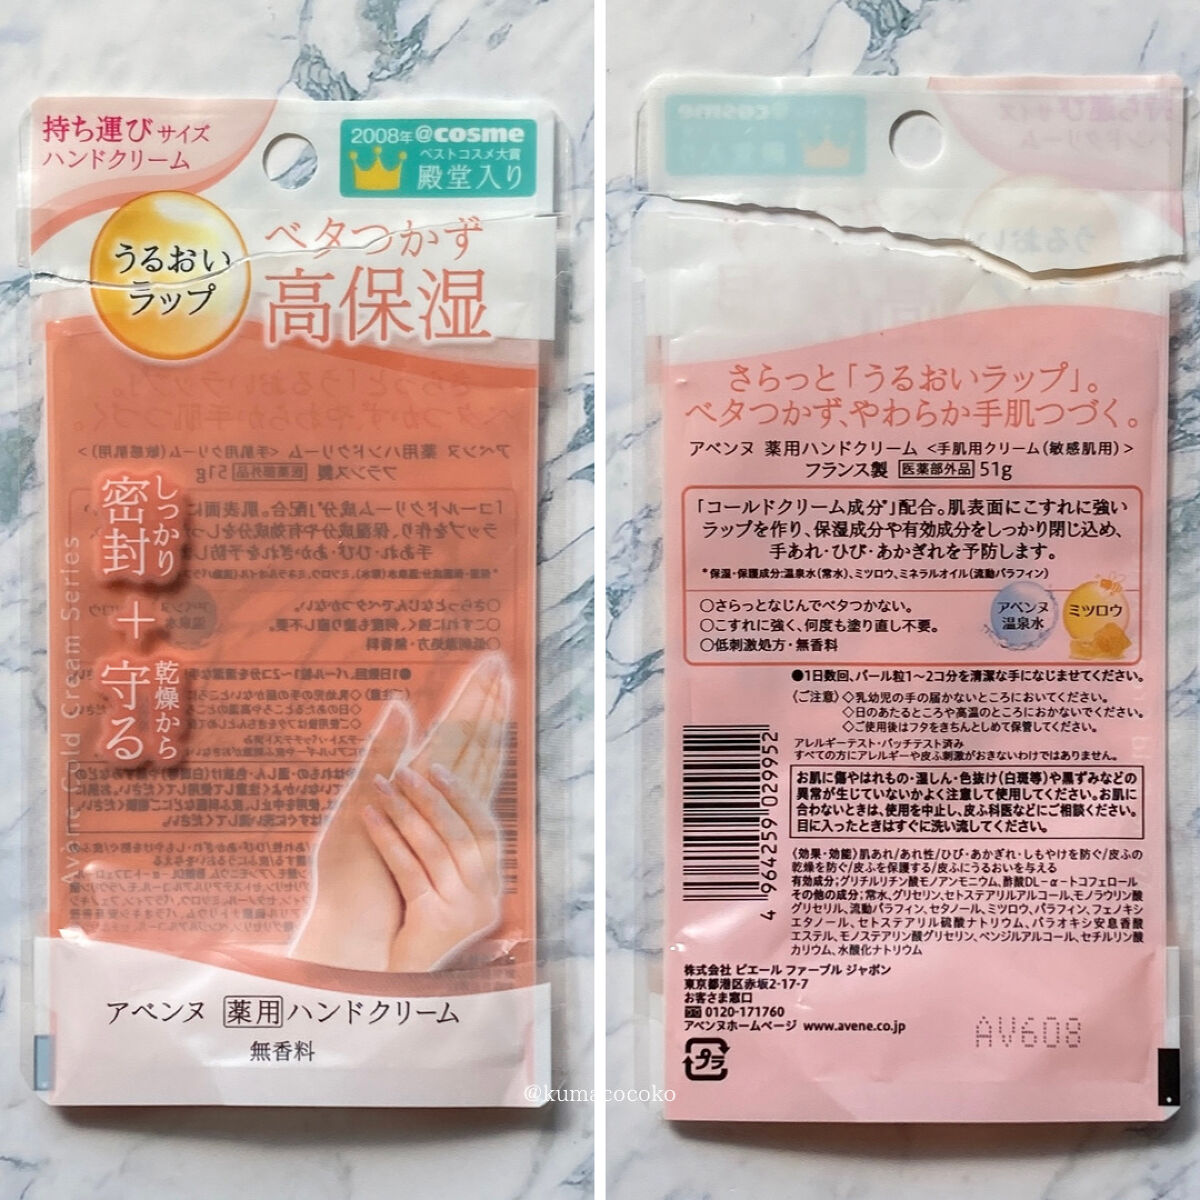 持ち運びサイズ
ハンドクリーム
2008年 @cosme
ベストコスメ大賞
殿堂入り
うるおい
ラップ
ベタつかず
高保湿
しっかり
密封
＋
乾燥から
守る
Avène Cold Cream Series
アベンヌ 薬用 ハンドクリーム
無香料
さらっと「うるおいラップ」。
ベタつかず、やわらか手肌つづく。
アベンヌ 薬用ハンドクリーム <手肌用クリーム(敏感肌用)>
フランス製 医薬部外品 51g
「コールドクリーム成分*」配合。肌表面にこすれに強い
ラップを作り、保湿成分や有効成分をしっかり閉じ込め、
手あれ・ひび・あかぎれを予防します。
*保湿・保護成分:温泉水(常水)、ミツロウ、ミネラルオイル(流動パラフィン)
○さらっとなじんでベタつかない。
○こすれに強く、何度も塗り直し不要。
○低刺激処方・無香料
アベンヌ
温泉水
ミツロウ
●1日数回、パール粒1〜2コ分を清潔な手になじませてください。
〈ご注意〉◇乳幼児の手の届かないところにおいてください。
◇日のあたるところや高温のところにおかないでください。
◇ご使用後はフタをきちんとしめて保管してください。
アレルギーテスト・パッチテスト済み
すべての方にアレルギーや皮ふ刺激がおきないわけではありません。
お肌に傷やはれもの・湿しん・色抜け(白斑等)や黒ずみなどの
異常が生じていないかよく注意して使用してください。お肌に
合わないときは、使用を中止し、皮ふ科医などにご相談ください。
目に入ったときはすぐに洗い流してください。
〈効果・効能〉肌あれ/あれ性/ひび・あかぎれ・しもやけを防ぐ/皮ふの
乾燥を防ぐ/皮ふを保護する/皮ふにうるおいを与える
有効成分:グリチルリチン酸モノアンモニウム、酢酸DL-α-トコフェロール
その他の成分:常水、グリセリン、セトステアリルアルコール、モノラウリン酸
グリセリル、流動パラフィン、セタノール、ミツロウ、パラフィン、フェノキシ
エタノール、セトステアリル硫酸ナトリウム、パラオキシ安息香酸
エステル、モノステアリン酸グリセリン、ベンジルアルコール、セチルリン酸
カリウム、水酸化ナトリウム
4 964259 029952
株式会社 ピエール ファーブル ジャポン
東京都港区赤坂2-17-7
お客さま窓口
0120-171760
アベンヌホームページ www.avene.co.jp
プラ
AV608
@kumacocoko